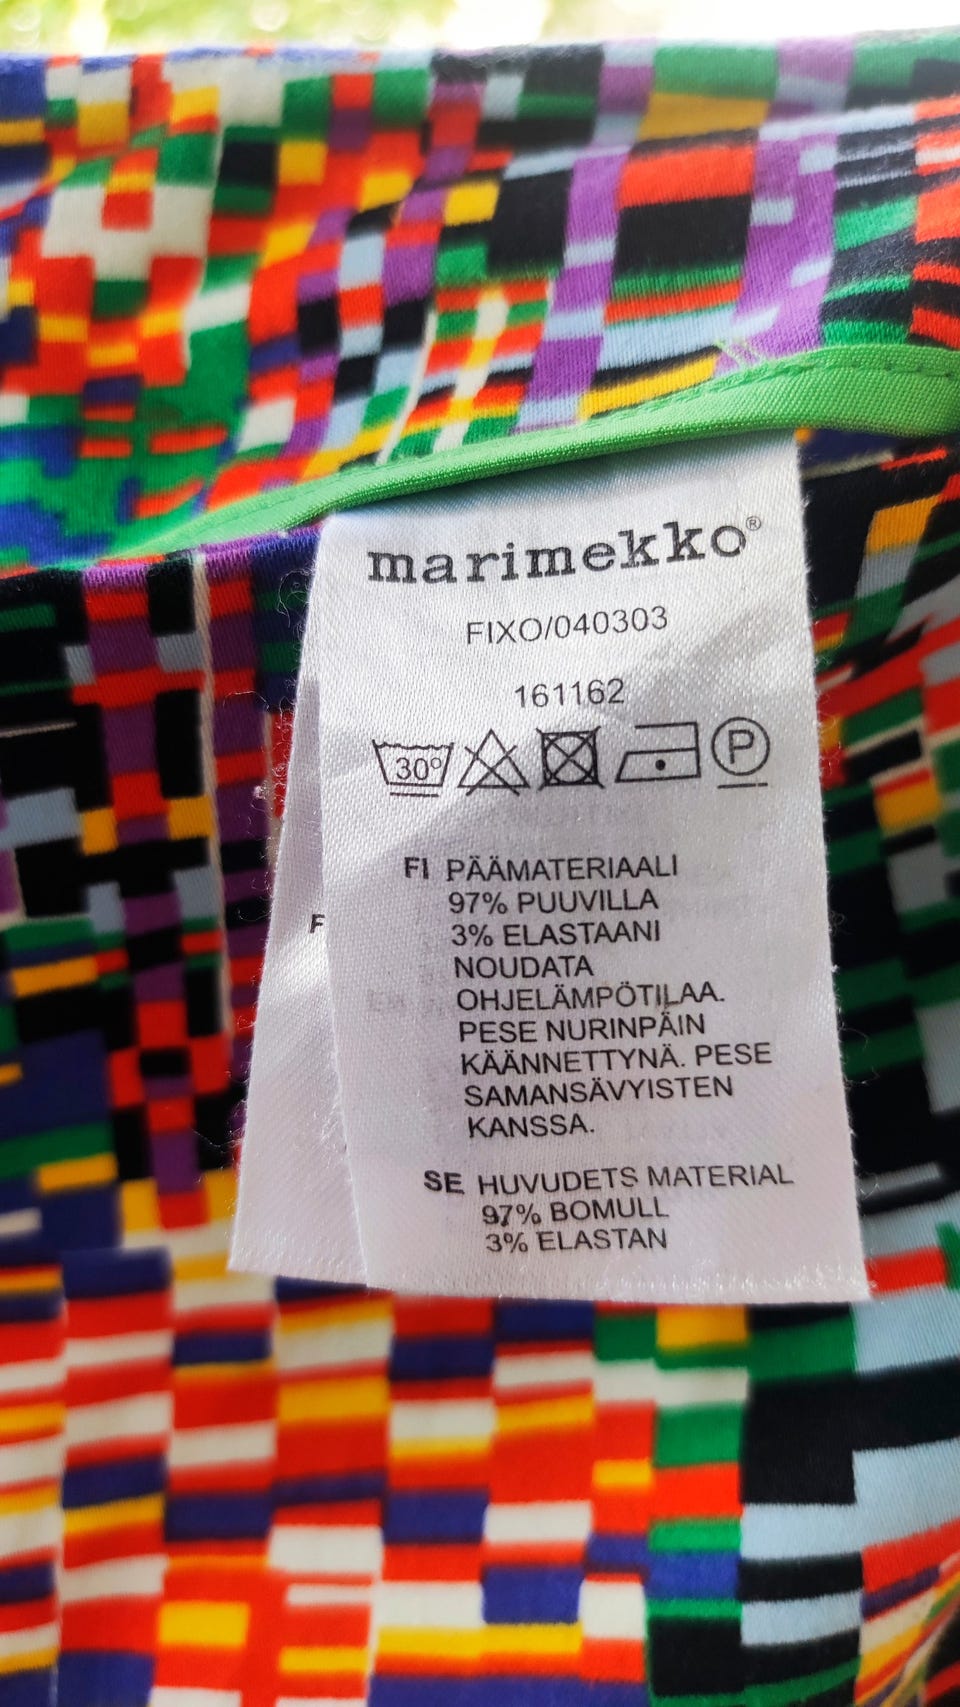 marimekko®
FIXO/040303
161162
30°
P
FI PÄÄMATERIAALI
97% PUUVILLA
3% ELASTAANI
NOUDATA
OHJELÄMPÖTILAA.
PESE NURINPÄIN
KÄÄNNETTYNÄ. PESE
SAMANSÄVYISTEN
KANSSA.
SE HUVUDETS MATERIAL
97% BOMULL
3% ELASTAN
F